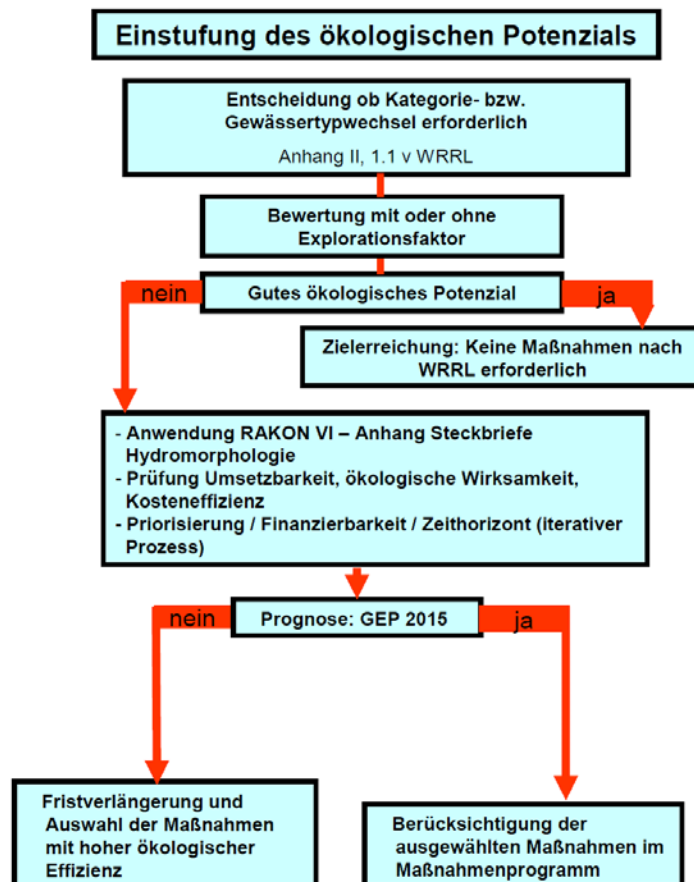 Einstufung des ökologischen Potenzials
Entscheidung ob Kategorie- bzw.
Gewässertypwechsel erforderlich
Anhang II, 1.1 v WRRL
Bewertung mit oder ohne
Explorationsfaktor
nein
Gutes ökologisches Potenzial
ja
Zielerreichung: Keine Maßnahmen nach
WRRL erforderlich
- Anwendung RAKON VI – Anhang Steckbriefe
Hydromorphologie
- Prüfung Umsetzbarkeit, ökologische Wirksamkeit,
Kosteneffizienz
- Priorisierung / Finanzierbarkeit / Zeithorizont (iterativer
Prozess)
nein
Prognose: GEP 2015
ja
Fristverlängerung und
Auswahl der Maßnahmen
mit hoher ökologischer
Effizienz
Berücksichtigung der
ausgewählten Maßnahmen im
Maßnahmenprogramm